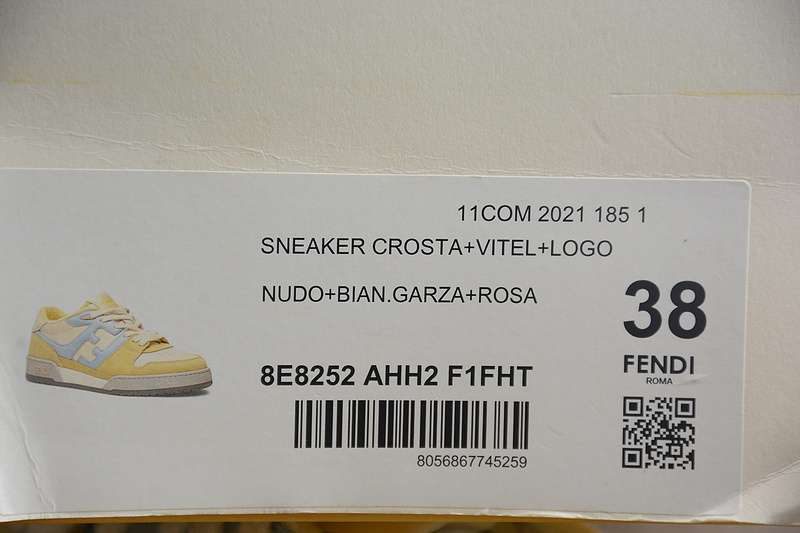 11COM 2021 185 1
SNEAKER CROSTA+VITEL+LOGO
NUDO+BIAN.GARZA+ROSA
38
FENDI
ROMA
8E8252 AHH2 F1FHT
8056867745259